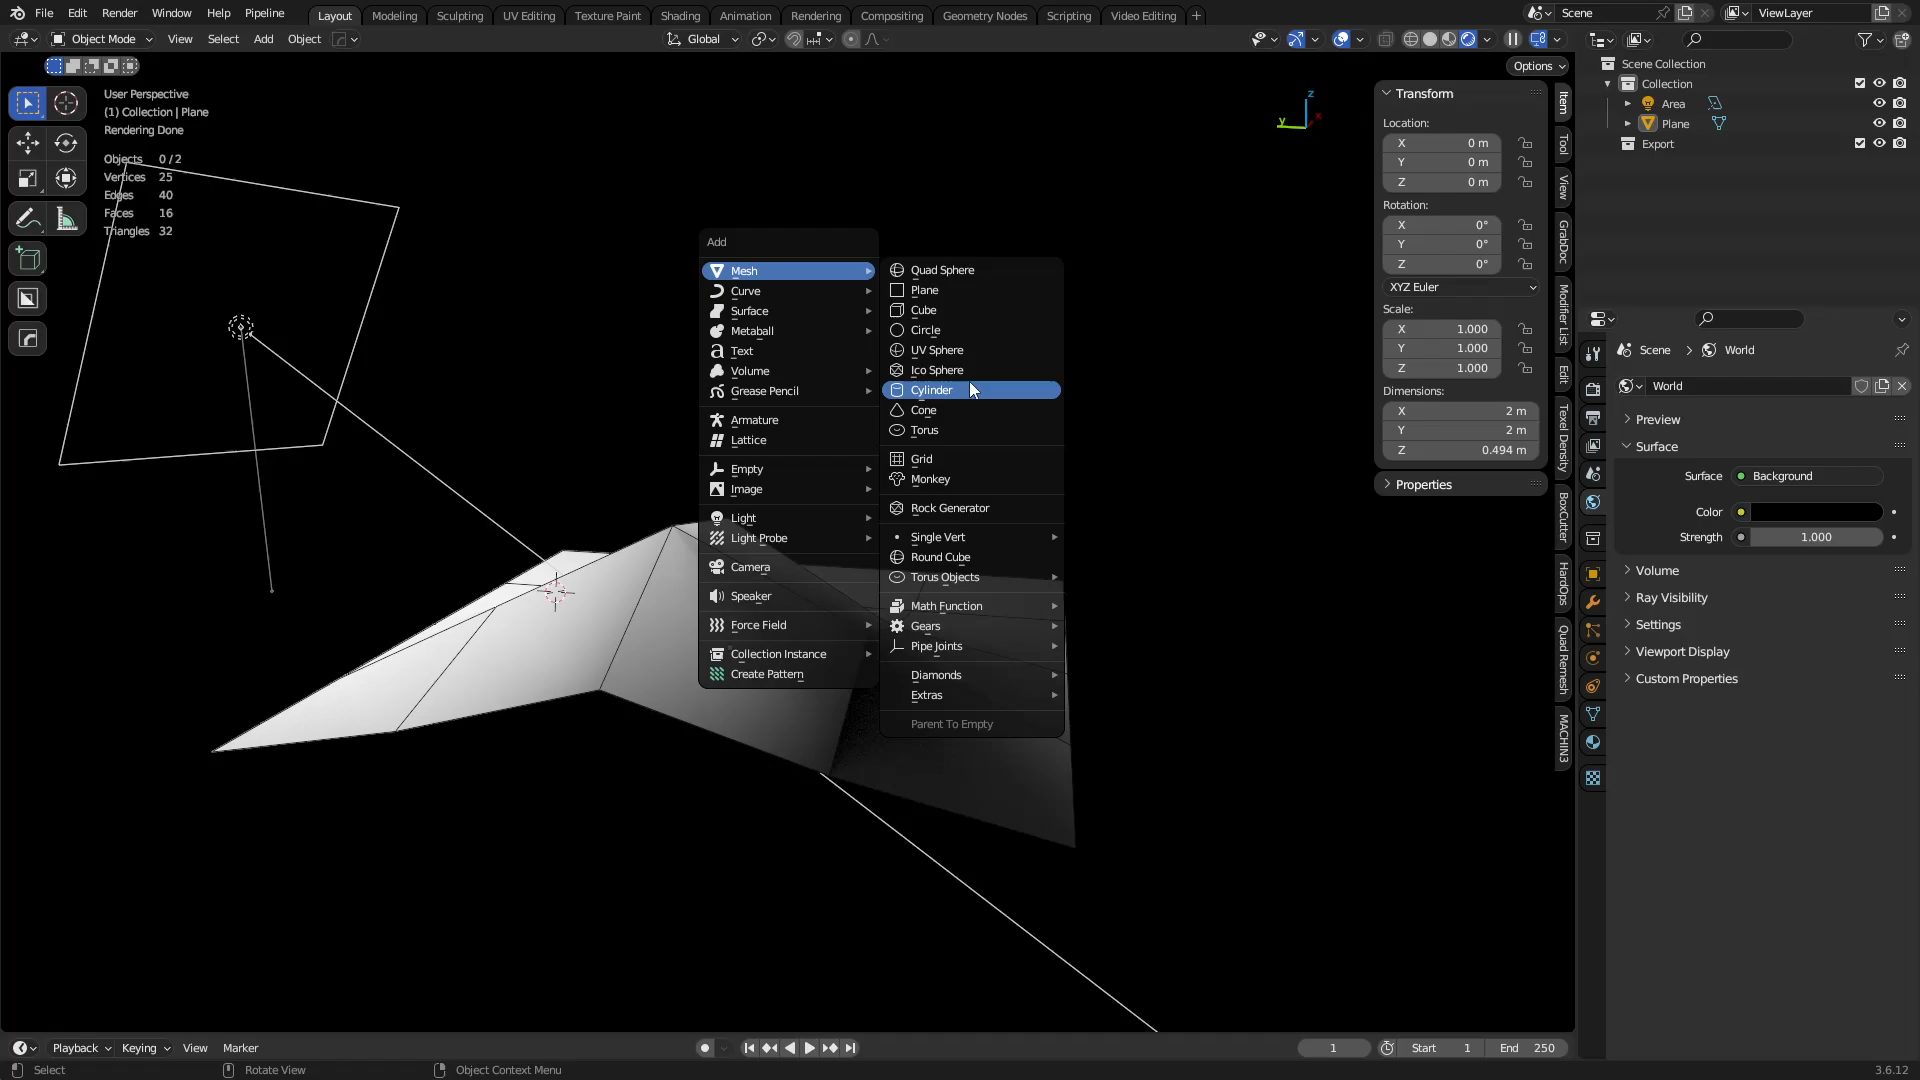 File Edit Render Window Help Pipeline Layout Modeling Sculpting UV Editing Texture Paint Shading Animation Rendering Compositing Geometry Nodes Scripting Video Editing + Scene ViewLayer
Object Mode View Select Add Object Global
Options
User Perspective
(1) Collection | Plane
Rendering Done
Objects 0/2
Vertices 25
Edges 40
Faces 16
Triangles 32
z
y
x
Add
Mesh
Curve
Surface
Metaball
Text
Volume
Grease Pencil
Armature
Lattice
Empty
Image
Light
Light Probe
Camera
Speaker
Force Field
Collection Instance
Create Pattern
Quad Sphere
Plane
Cube
Circle
UV Sphere
Ico Sphere
Cylinder
Cone
Torus
Grid
Monkey
Rock Generator
Single Vert
Round Cube
Torus Objects
Math Function
Gears
Pipe Joints
Diamonds
Extras
Parent To Empty
Transform
Location:
X 0 m
Y 0 m
Z 0 m
Rotation:
X 0°
Y 0°
Z 0°
XYZ Euler
Scale:
X 1.000
Y 1.000
Z 1.000
Dimensions:
X 2 m
Y 2 m
Z 0.494 m
Properties
Item
Tool
View
GrabDoc
Modifier List
Edit
Texel Density
BoxCutter
HardOps
Quad Remesh
MACHIN3
Scene Collection
Collection
Area
Plane
Export
Scene World
World
Preview
Surface
Surface Background
Color
Strength 1.000
Volume
Ray Visibility
Settings
Viewport Display
Custom Properties
Playback Keying View Marker 1 Start 1 End 250
Select Rotate View Object Context Menu 3.6.12